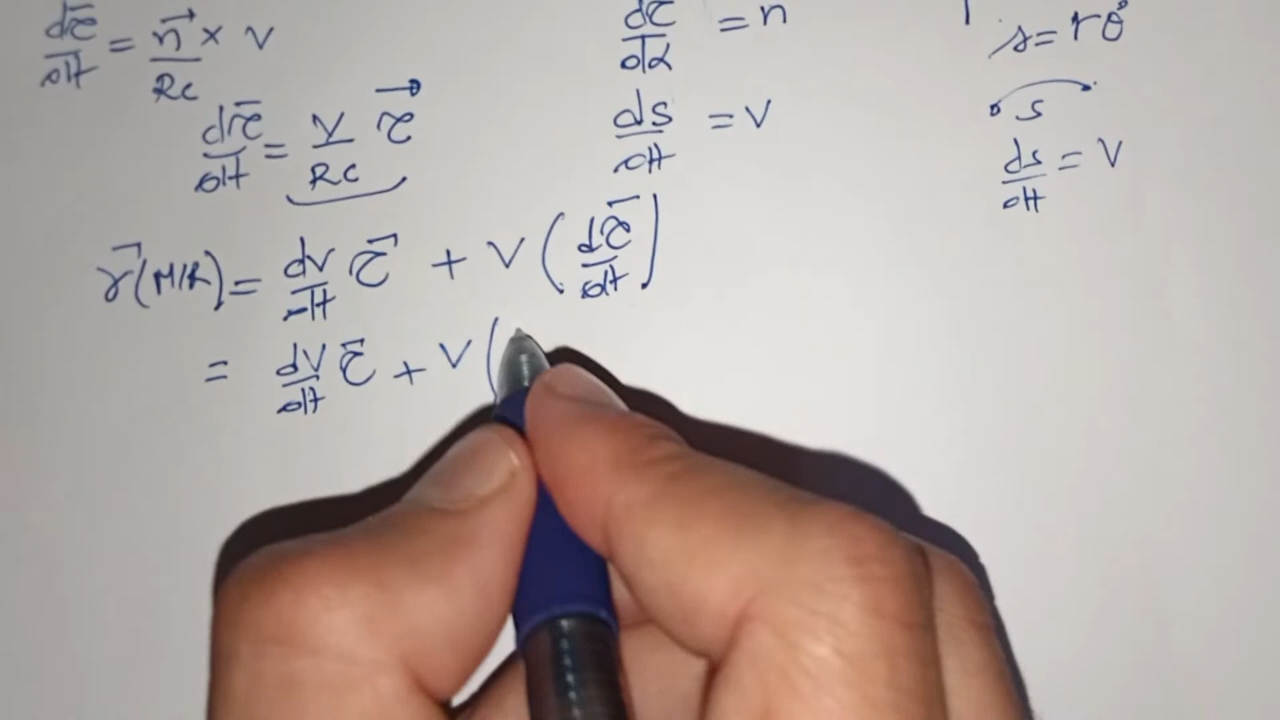 dτ⃗/dt = n⃗/Rc × v
dτ⃗/dt = V/Rc τ⃗
γ⃗(M/R) = dv/dt τ⃗ + V (dτ⃗/dt)
= dV/dt τ⃗ + V (
dτ/dα = n
ds/dt = V
s = rθ
s
ds/dt = V